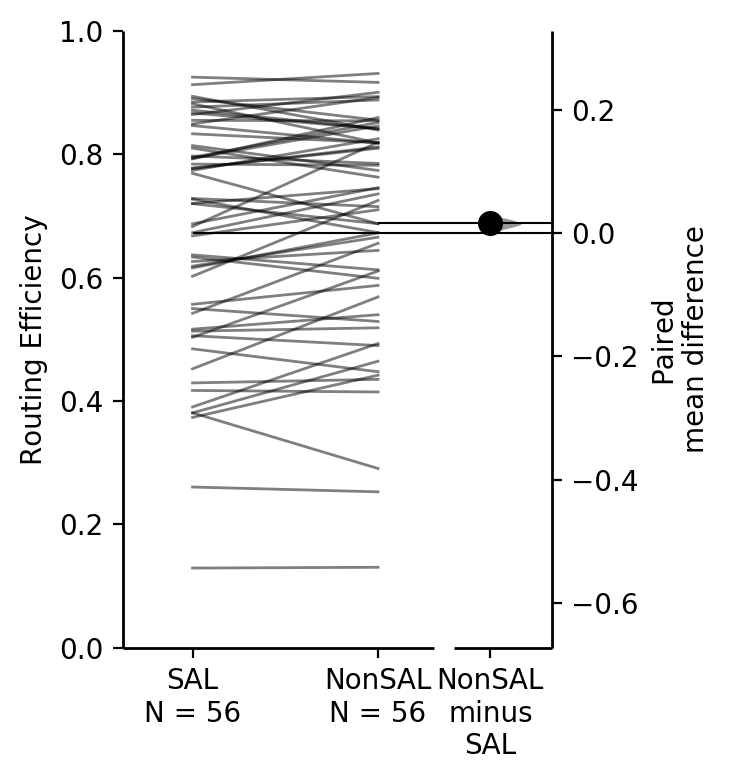 1.0
0.8
0.6
0.4
0.2
0.0
Routing Efficiency
SAL
N = 56
NonSAL
N = 56
NonSAL
minus
SAL
0.2
0.0
−0.2
−0.4
−0.6
Paired
mean difference